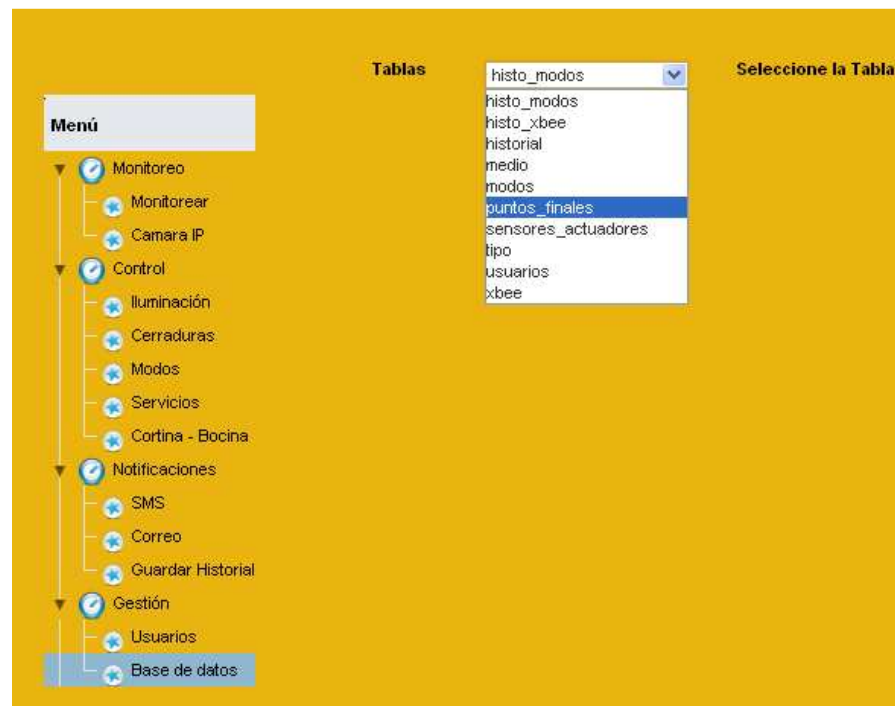 Tablas
histo_modos
Seleccione la Tabla
histo_modos
histo_xbee
historial
medio
modos
puntos_finales
sensores_actuadores
tipo
usuarios
xbee
Menú
Monitoreo
Monitorear
Camara IP
Control
Iluminación
Cerraduras
Modos
Servicios
Cortina - Bocina
Notificaciones
SMS
Correo
Guardar Historial
Gestión
Usuarios
Base de datos